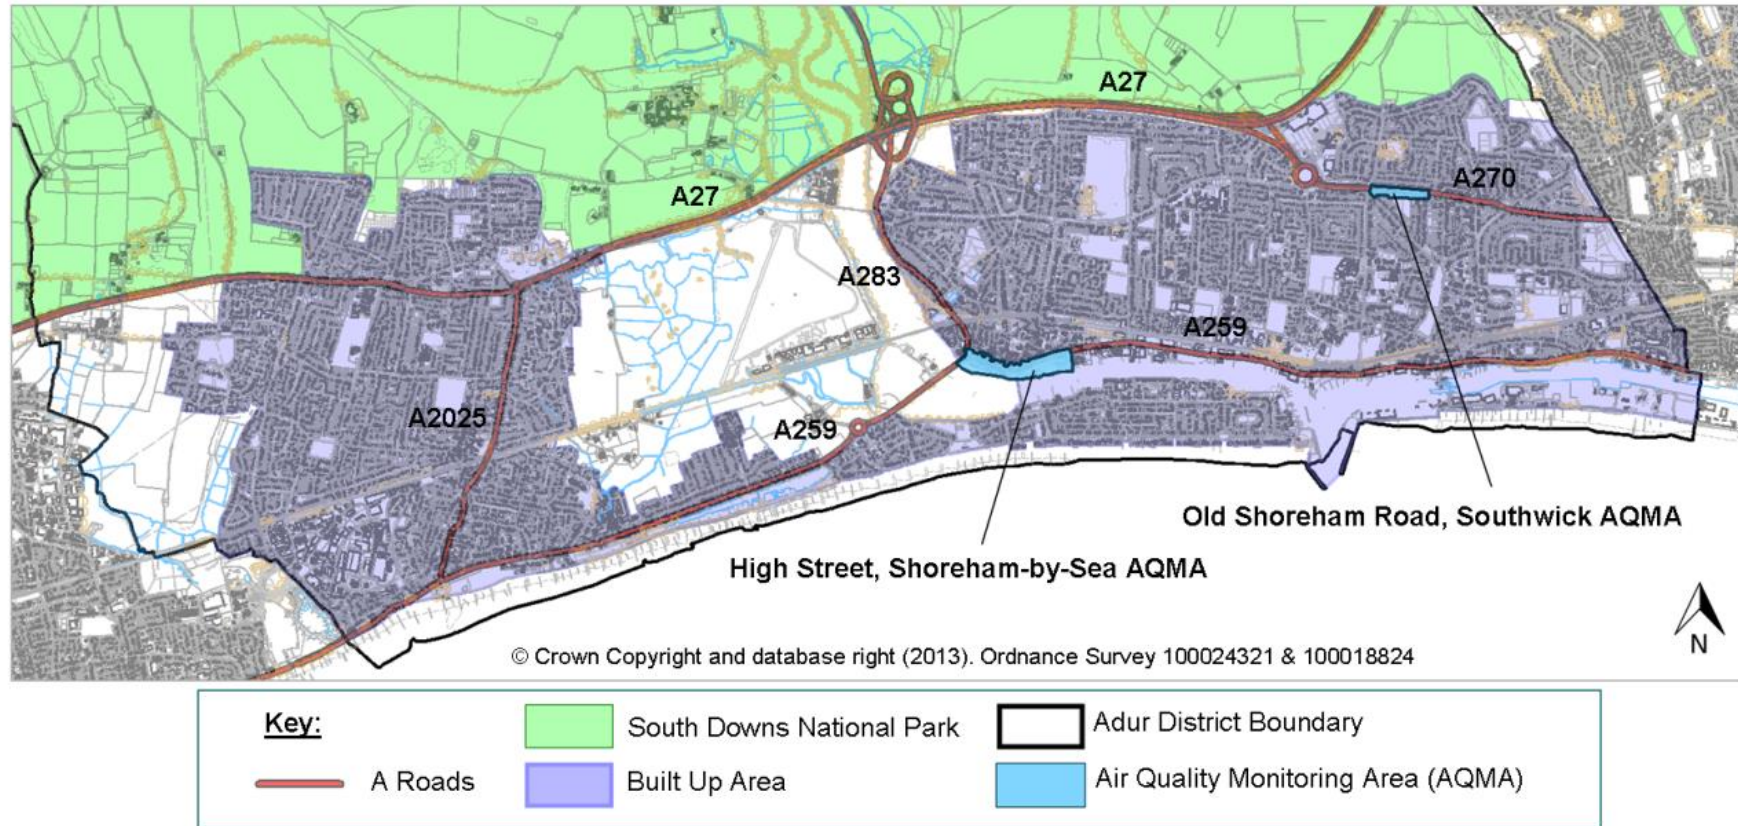 A27
A27
A270
A283
A259
A2025
A259
Old Shoreham Road, Southwick AQMA
High Street, Shoreham-by-Sea AQMA
N
© Crown Copyright and database right (2013). Ordnance Survey 100024321 & 100018824
Key:
South Downs National Park
Adur District Boundary
A Roads
Built Up Area
Air Quality Monitoring Area (AQMA)